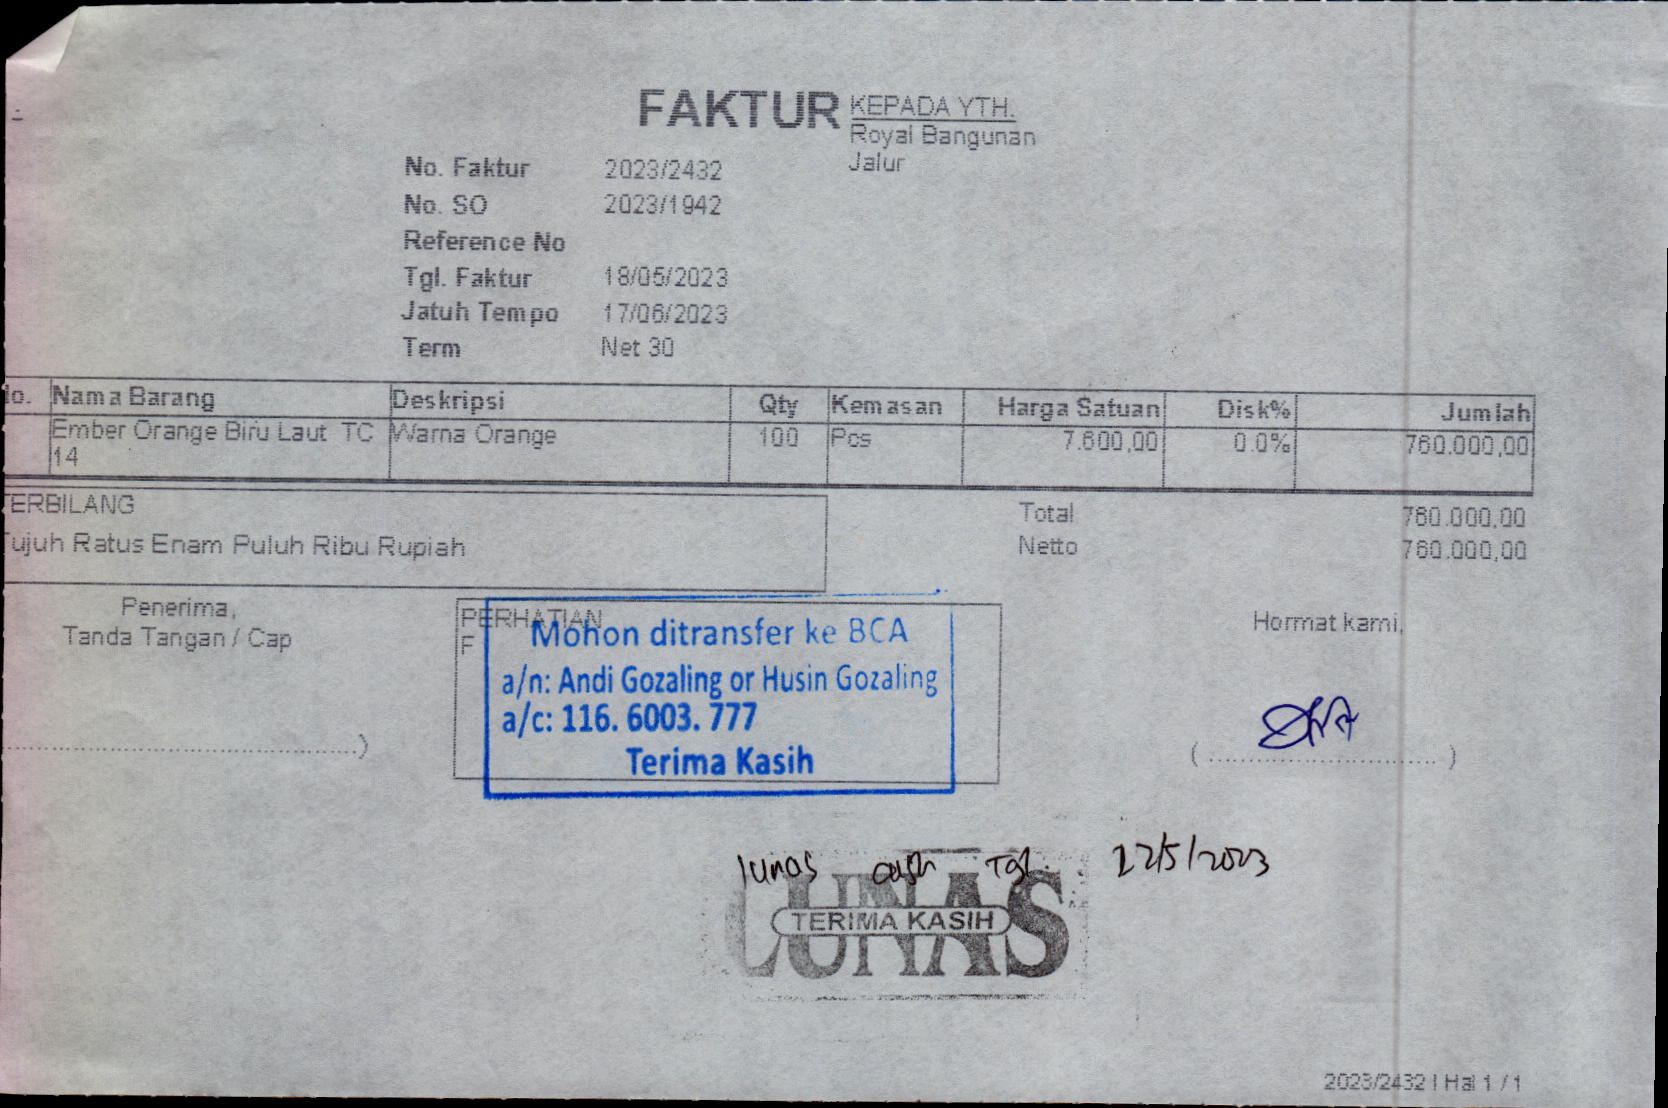 FAKTUR
KEPADA YTH.
Royal Bangunan
Jalur
No. Faktur 2023/2432
No. SO 2023/1942
Reference No
Tgl. Faktur 18/05/2023
Jatuh Tempo 17/06/2023
Term Net 30
lo. Nama Barang Deskripsi Qty Kemasan Harga Satuan Disk% Jumlah
Ember Orange Biru Laut TC Warna Orange 100 Pcs 7.600,00 0.0% 760.000,00
14
TERBILANG
Tujuh Ratus Enam Puluh Ribu Rupiah
Total 760.000,00
Netto 760.000,00
Penerima,
Tanda Tangan / Cap
PERHATIAN
F
Mohon ditransfer ke BCA
a/n: Andi Gozaling or Husin Gozaling
a/c: 116. 6003. 777
Terima Kasih
Hormat kami,
lunas cash Tgl. 22/5/2023
LUNAS
TERIMA KASIH
2023/2432 | Hal 1 / 1